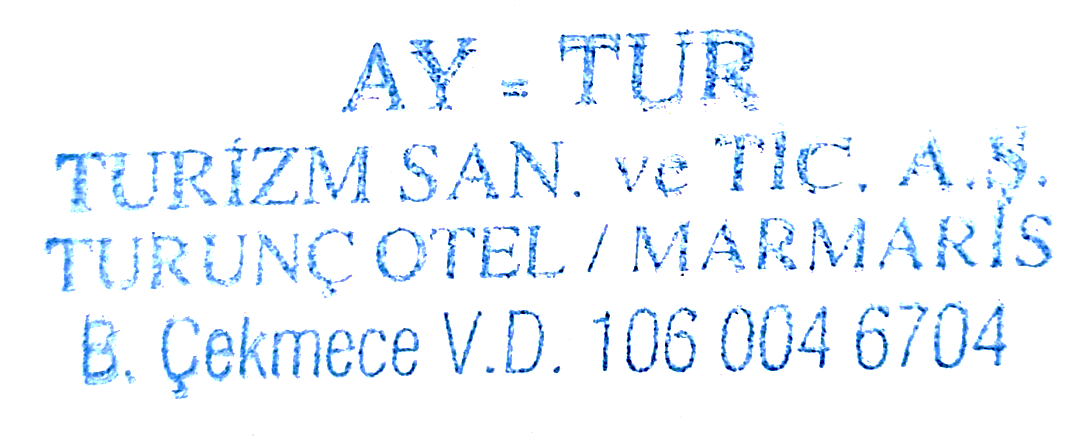 AY - TUR
TURİZM SAN. ve TİC. A.Ş.
TURUNÇ OTEL / MARMARİS
B. Çekmece V.D. 106 004 6704